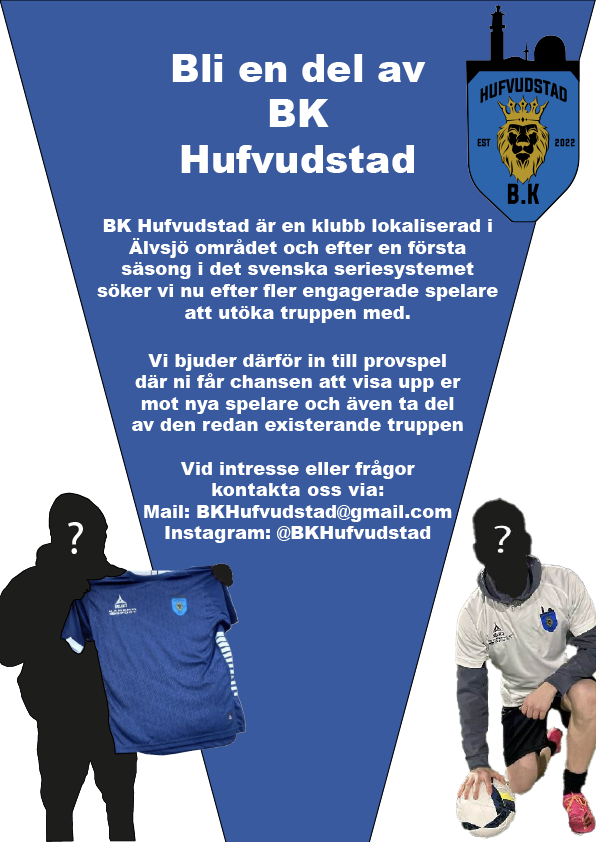 Bli en del av
BK
Hufvudstad
HUFVUDSTAD
EST 2022
B.K
BK Hufvudstad är en klubb lokaliserad i
Älvsjö området och efter en första
säsong i det svenska seriesystemet
söker vi nu efter fler engagerade spelare
att utöka truppen med.
Vi bjuder därför in till provspel
där ni får chansen att visa upp er
mot nya spelare och även ta del
av den redan existerande truppen
Vid intresse eller frågor
kontakta oss via:
Mail: BKHufvudstad@gmail.com
Instagram: @BKHufvudstad
?
?
SELECT